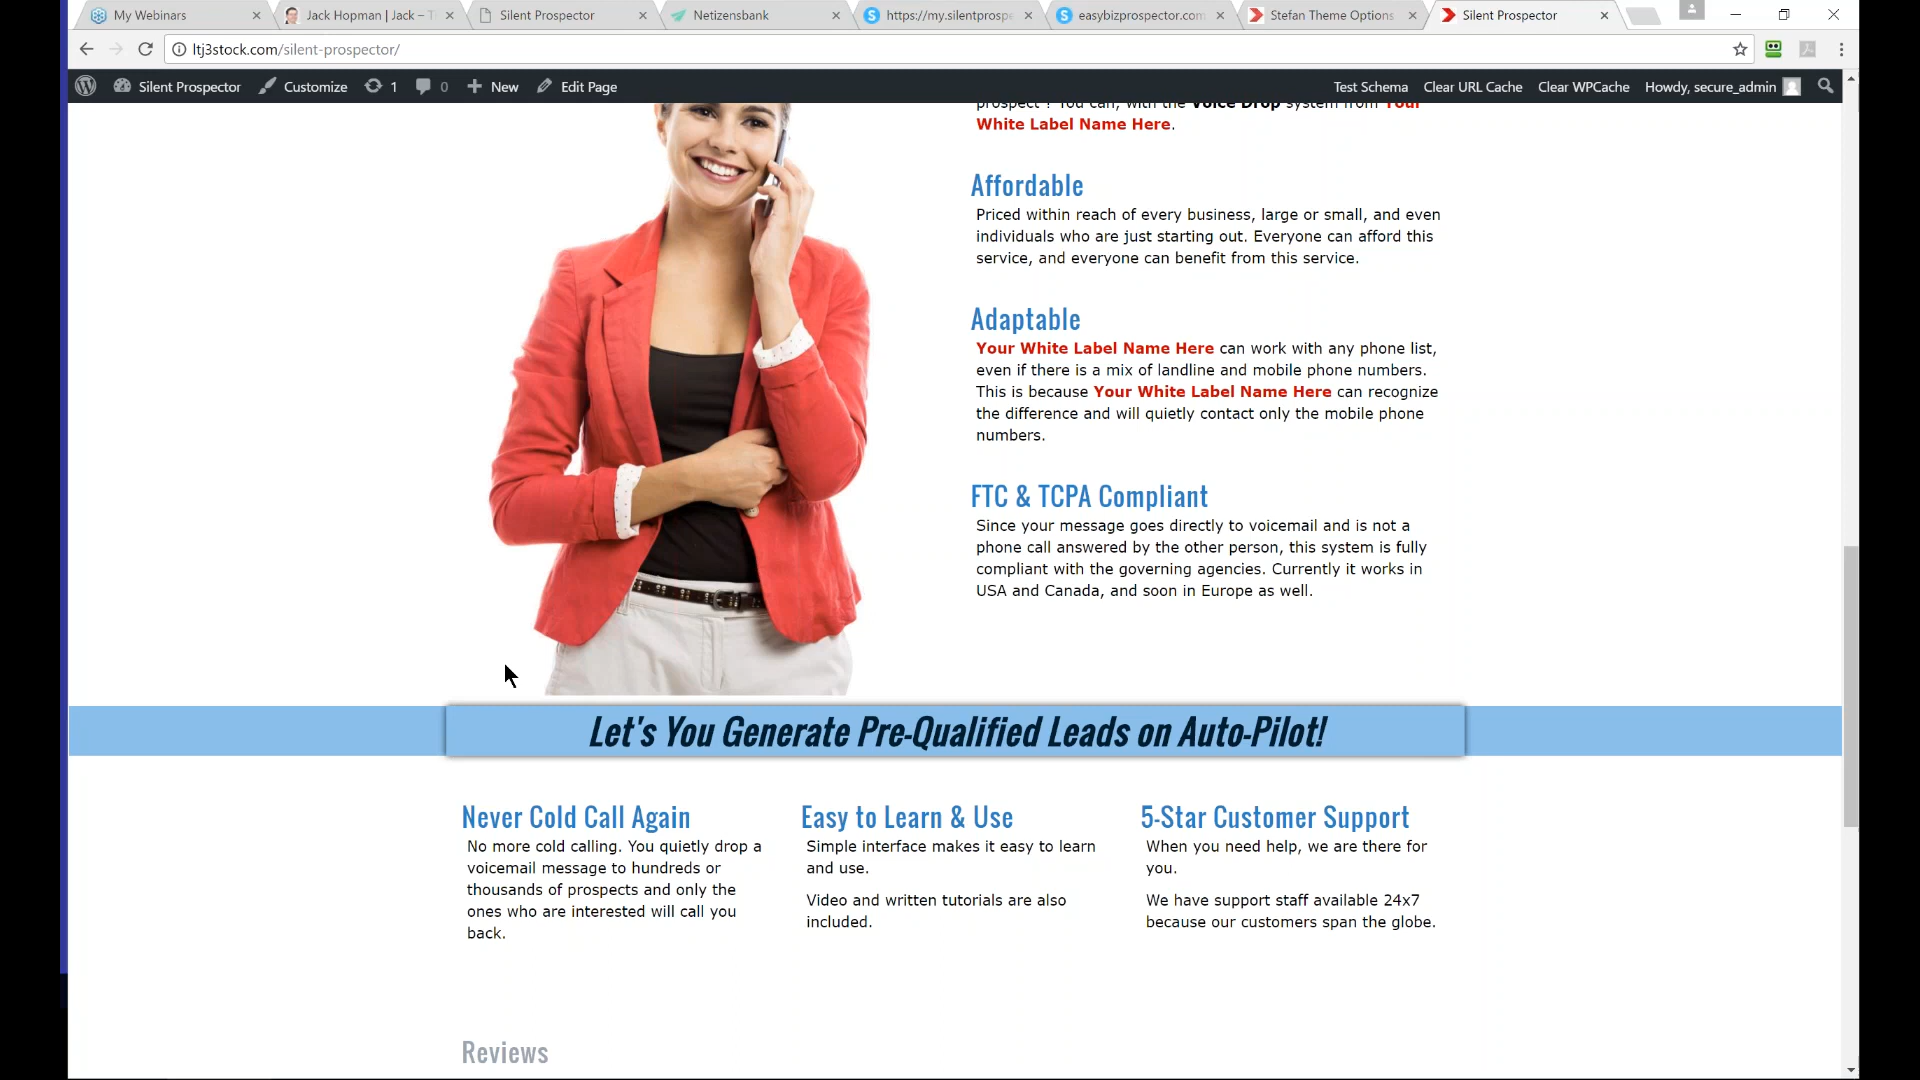 My Webinars
Jack Hopman | Jack – T
Silent Prospector
Netizensbank
https://my.silentprospe
easybizprospector.com
Stefan Theme Options
Silent Prospector
ltj3stock.com/silent-prospector/
Silent Prospector
Customize
1
0
New
Edit Page
Test Schema
Clear URL Cache
Clear WPCache
Howdy, secure_admin
prospect ? You can, with the Voice Drop system from Your
White Label Name Here.
Affordable
Priced within reach of every business, large or small, and even
individuals who are just starting out. Everyone can afford this
service, and everyone can benefit from this service.
Adaptable
Your White Label Name Here can work with any phone list,
even if there is a mix of landline and mobile phone numbers.
This is because Your White Label Name Here can recognize
the difference and will quietly contact only the mobile phone
numbers.
FTC & TCPA Compliant
Since your message goes directly to voicemail and is not a
phone call answered by the other person, this system is fully
compliant with the governing agencies. Currently it works in
USA and Canada, and soon in Europe as well.
Let's You Generate Pre-Qualified Leads on Auto-Pilot!
Never Cold Call Again
No more cold calling. You quietly drop a
voicemail message to hundreds or
thousands of prospects and only the
ones who are interested will call you
back.
Easy to Learn & Use
Simple interface makes it easy to learn
and use.
Video and written tutorials are also
included.
5-Star Customer Support
When you need help, we are there for
you.
We have support staff available 24x7
because our customers span the globe.
Reviews